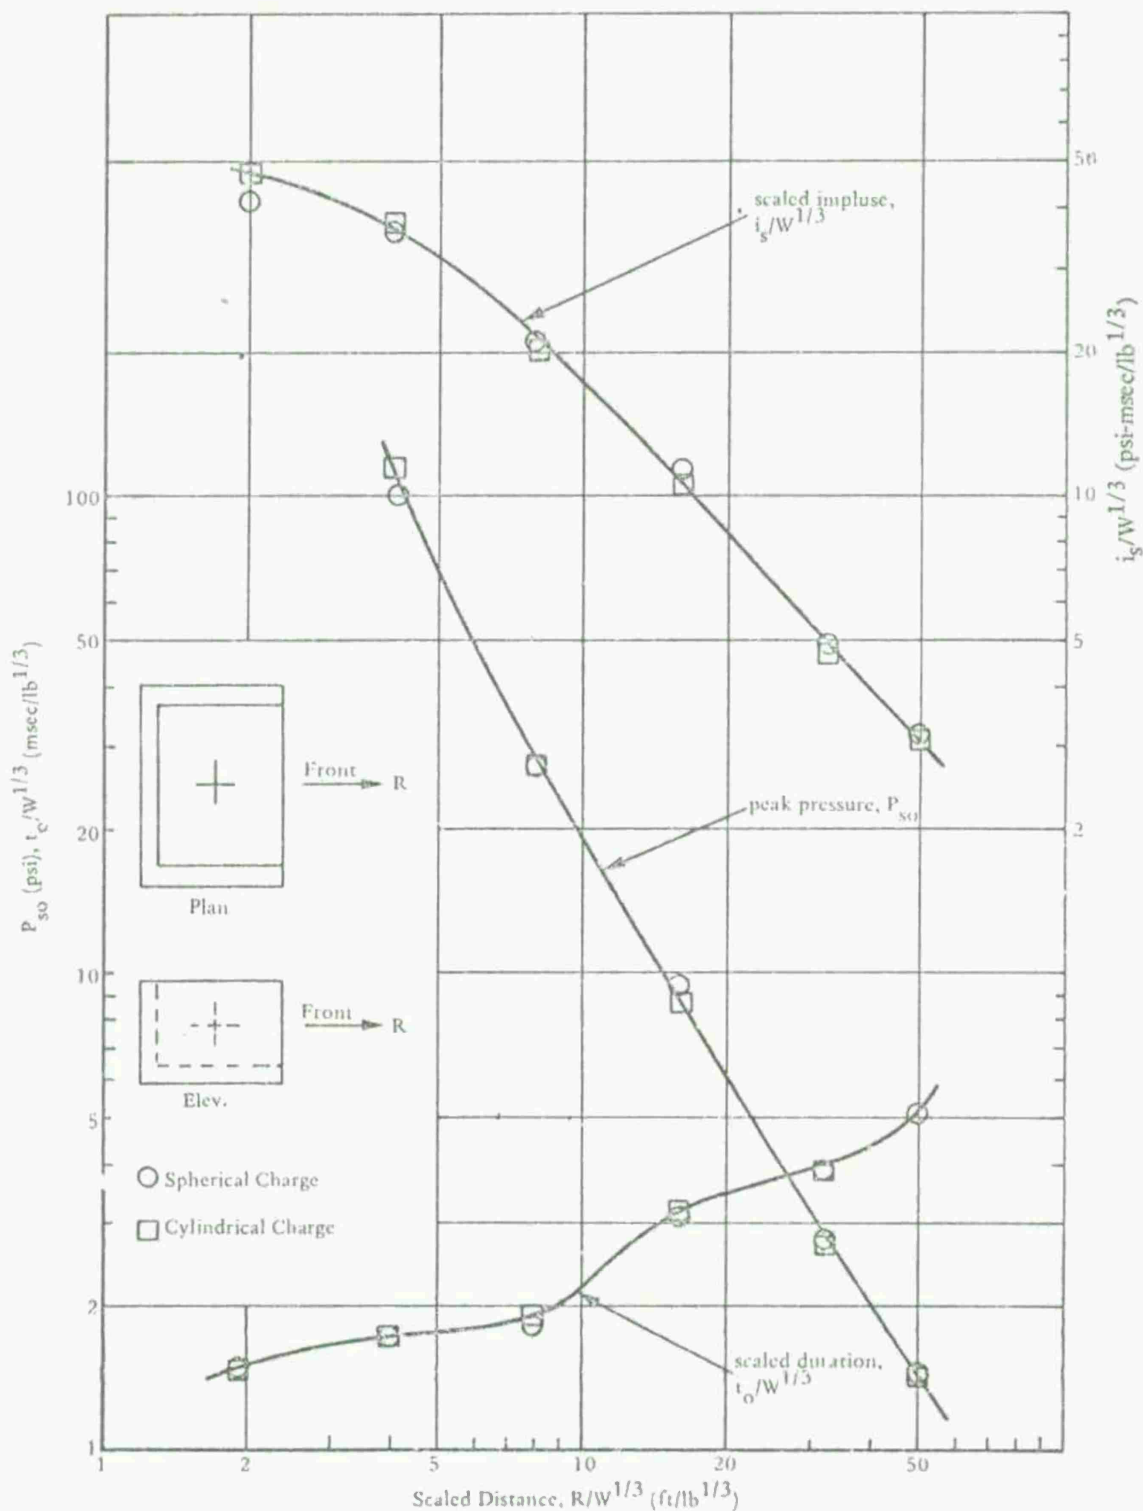 50
20
10
5
2
i_s/W^1/3 (psi-msec/lb^1/3)
scaled impluse,
i_s/W^1/3
100
50
20
10
5
2
1
P_so (psi), t_o/W^1/3 (msec/lb^1/3)
Front
R
Plan
peak pressure, P_so
Front
R
Elev.
Spherical Charge
Cylindrical Charge
scaled duration,
t_o/W^1/3
1 2 5 10 20 50
Scaled Distance, R/W^1/3 (ft/lb^1/3)